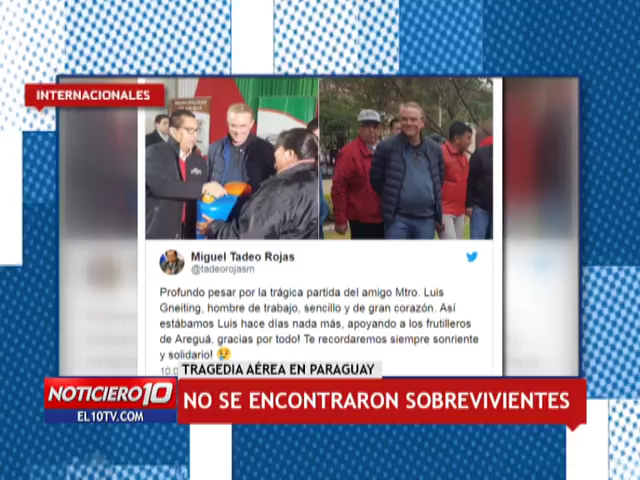 INTERNACIONALES
Miguel Tadeo Rojas
@tadeorojasm
Profundo pesar por la trágica partida del amigo Mtro. Luis
Gneiting, hombre de trabajo, sencillo y de gran corazón. Así
estábamos Luis hace días nada más, apoyando a los frutilleros
de Areguá, gracias por todo! Te recordaremos siempre sonriente
y solidario! 😢
TRAGEDIA AÉREA EN PARAGUAY
NOTICIERO 10
NO SE ENCONTRARON SOBREVIVIENTES
EL10TV.COM